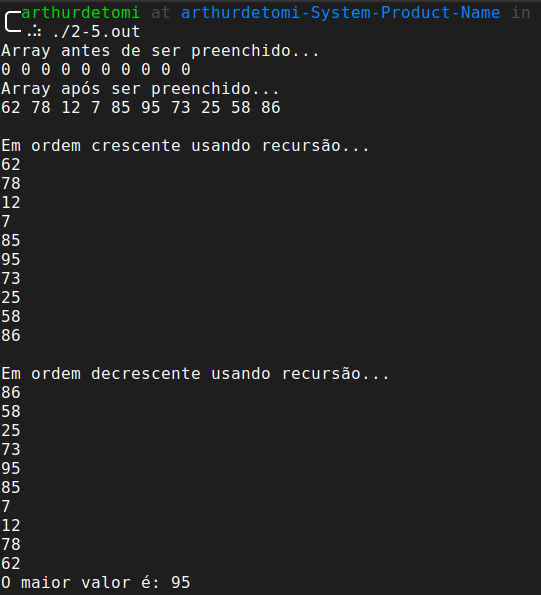 arthurdetomi at arthurdetomi-System-Product-Name in
./2-5.out
Array antes de ser preenchido...
0 0 0 0 0 0 0 0 0 0
Array após ser preenchido...
62 78 12 7 85 95 73 25 58 86
Em ordem crescente usando recursão...
62
78
12
7
85
95
73
25
58
86
Em ordem decrescente usando recursão...
86
58
25
73
95
85
7
12
78
62
O maior valor é: 95